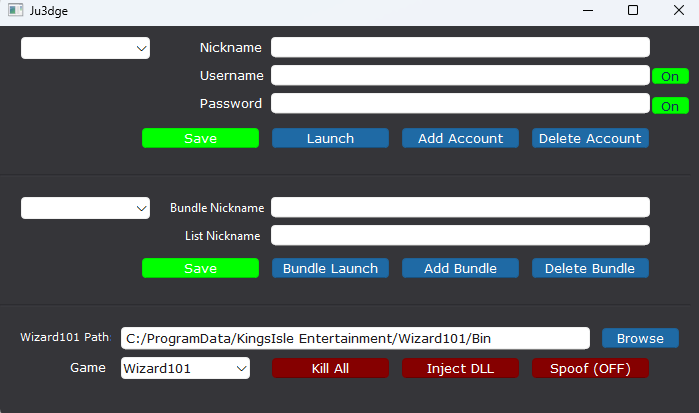 Ju3dge
Nickname
Username On
Password On
Save Launch Add Account Delete Account
Bundle Nickname
List Nickname
Save Bundle Launch Add Bundle Delete Bundle
Wizard101 Path: C:/ProgramData/KingsIsle Entertainment/Wizard101/Bin Browse
Game Wizard101 Kill All Inject DLL Spoof (OFF)